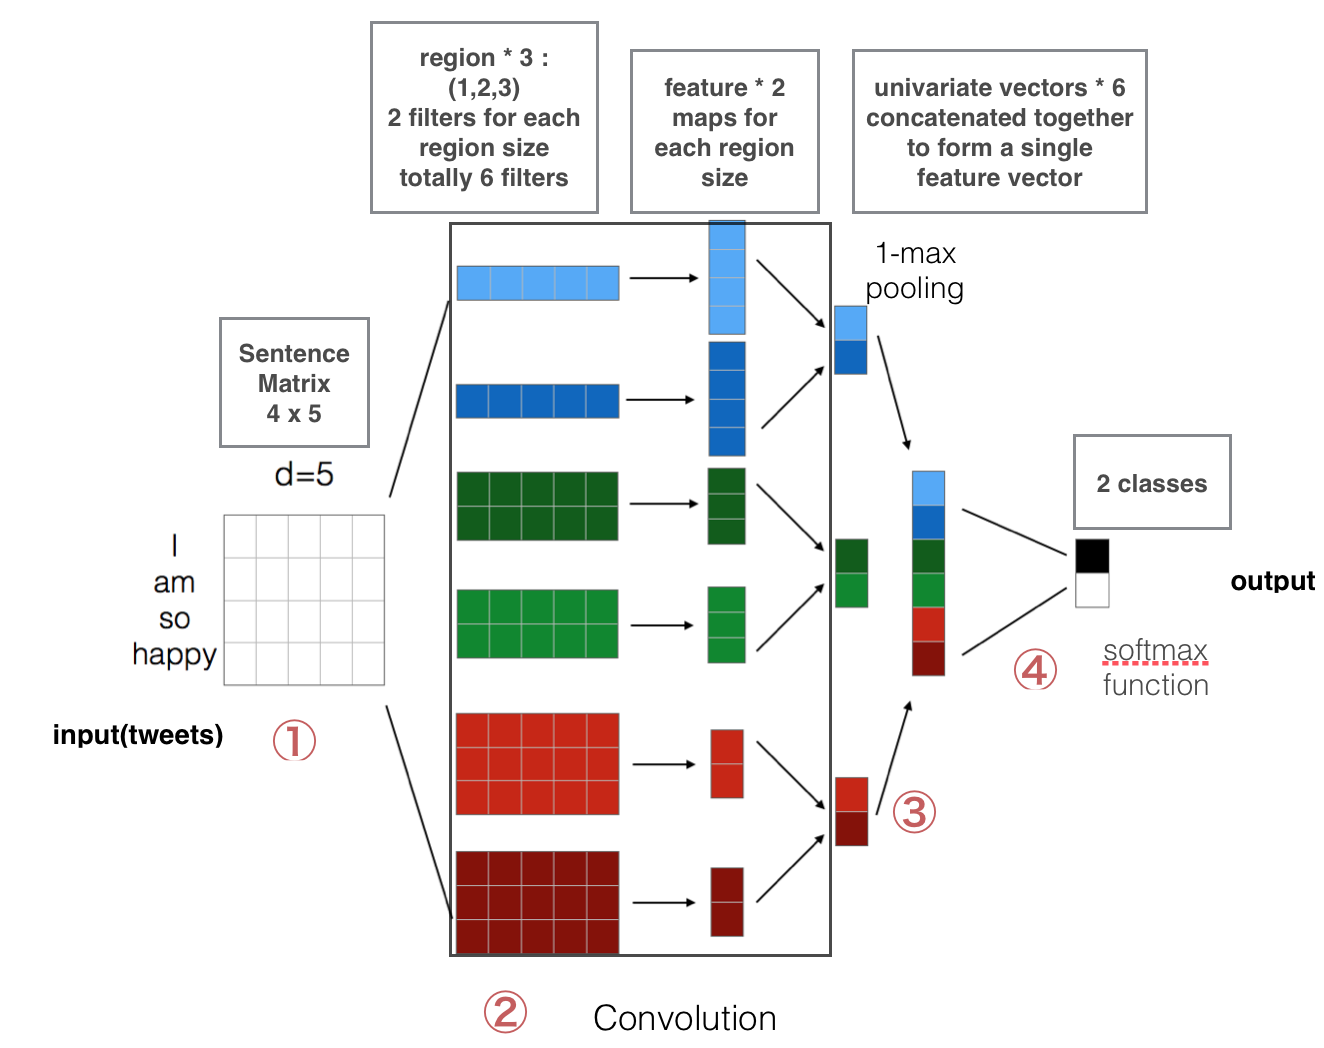 region * 3 :
(1,2,3)
2 filters for each
region size
totally 6 filters
feature * 2
maps for
each region
size
univariate vectors * 6
concatenated together
to form a single
feature vector
1-max
pooling
Sentence
Matrix
4 x 5
d=5
I
am
so
happy
input(tweets)
①
2 classes
output
softmax
function
④
③
②
Convolution